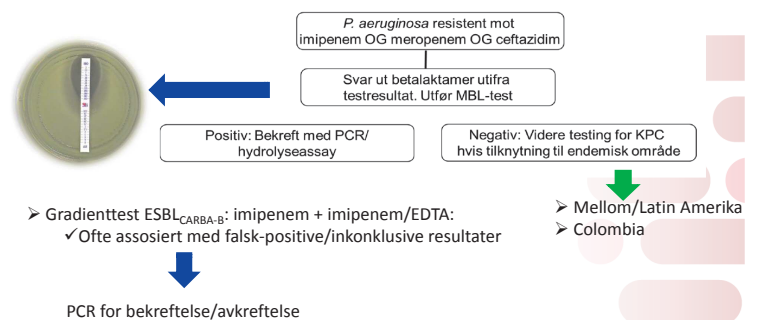 P. aeruginosa resistent mot
imipenem OG meropenem OG ceftazidim
Svar ut betalaktamer utifra
testresultat. Utfør MBL-test
Positiv: Bekreft med PCR/
hydrolyseassay
Negativ: Videre testing for KPC
hvis tilknytning til endemisk område
➢ Mellom/Latin Amerika
➢ Colombia
➢ Gradienttest ESBL CARBA-B: imipenem + imipenem/EDTA:
✓Ofte assosiert med falsk-positive/inkonklusive resultater
PCR for bekreftelse/avkreftelse